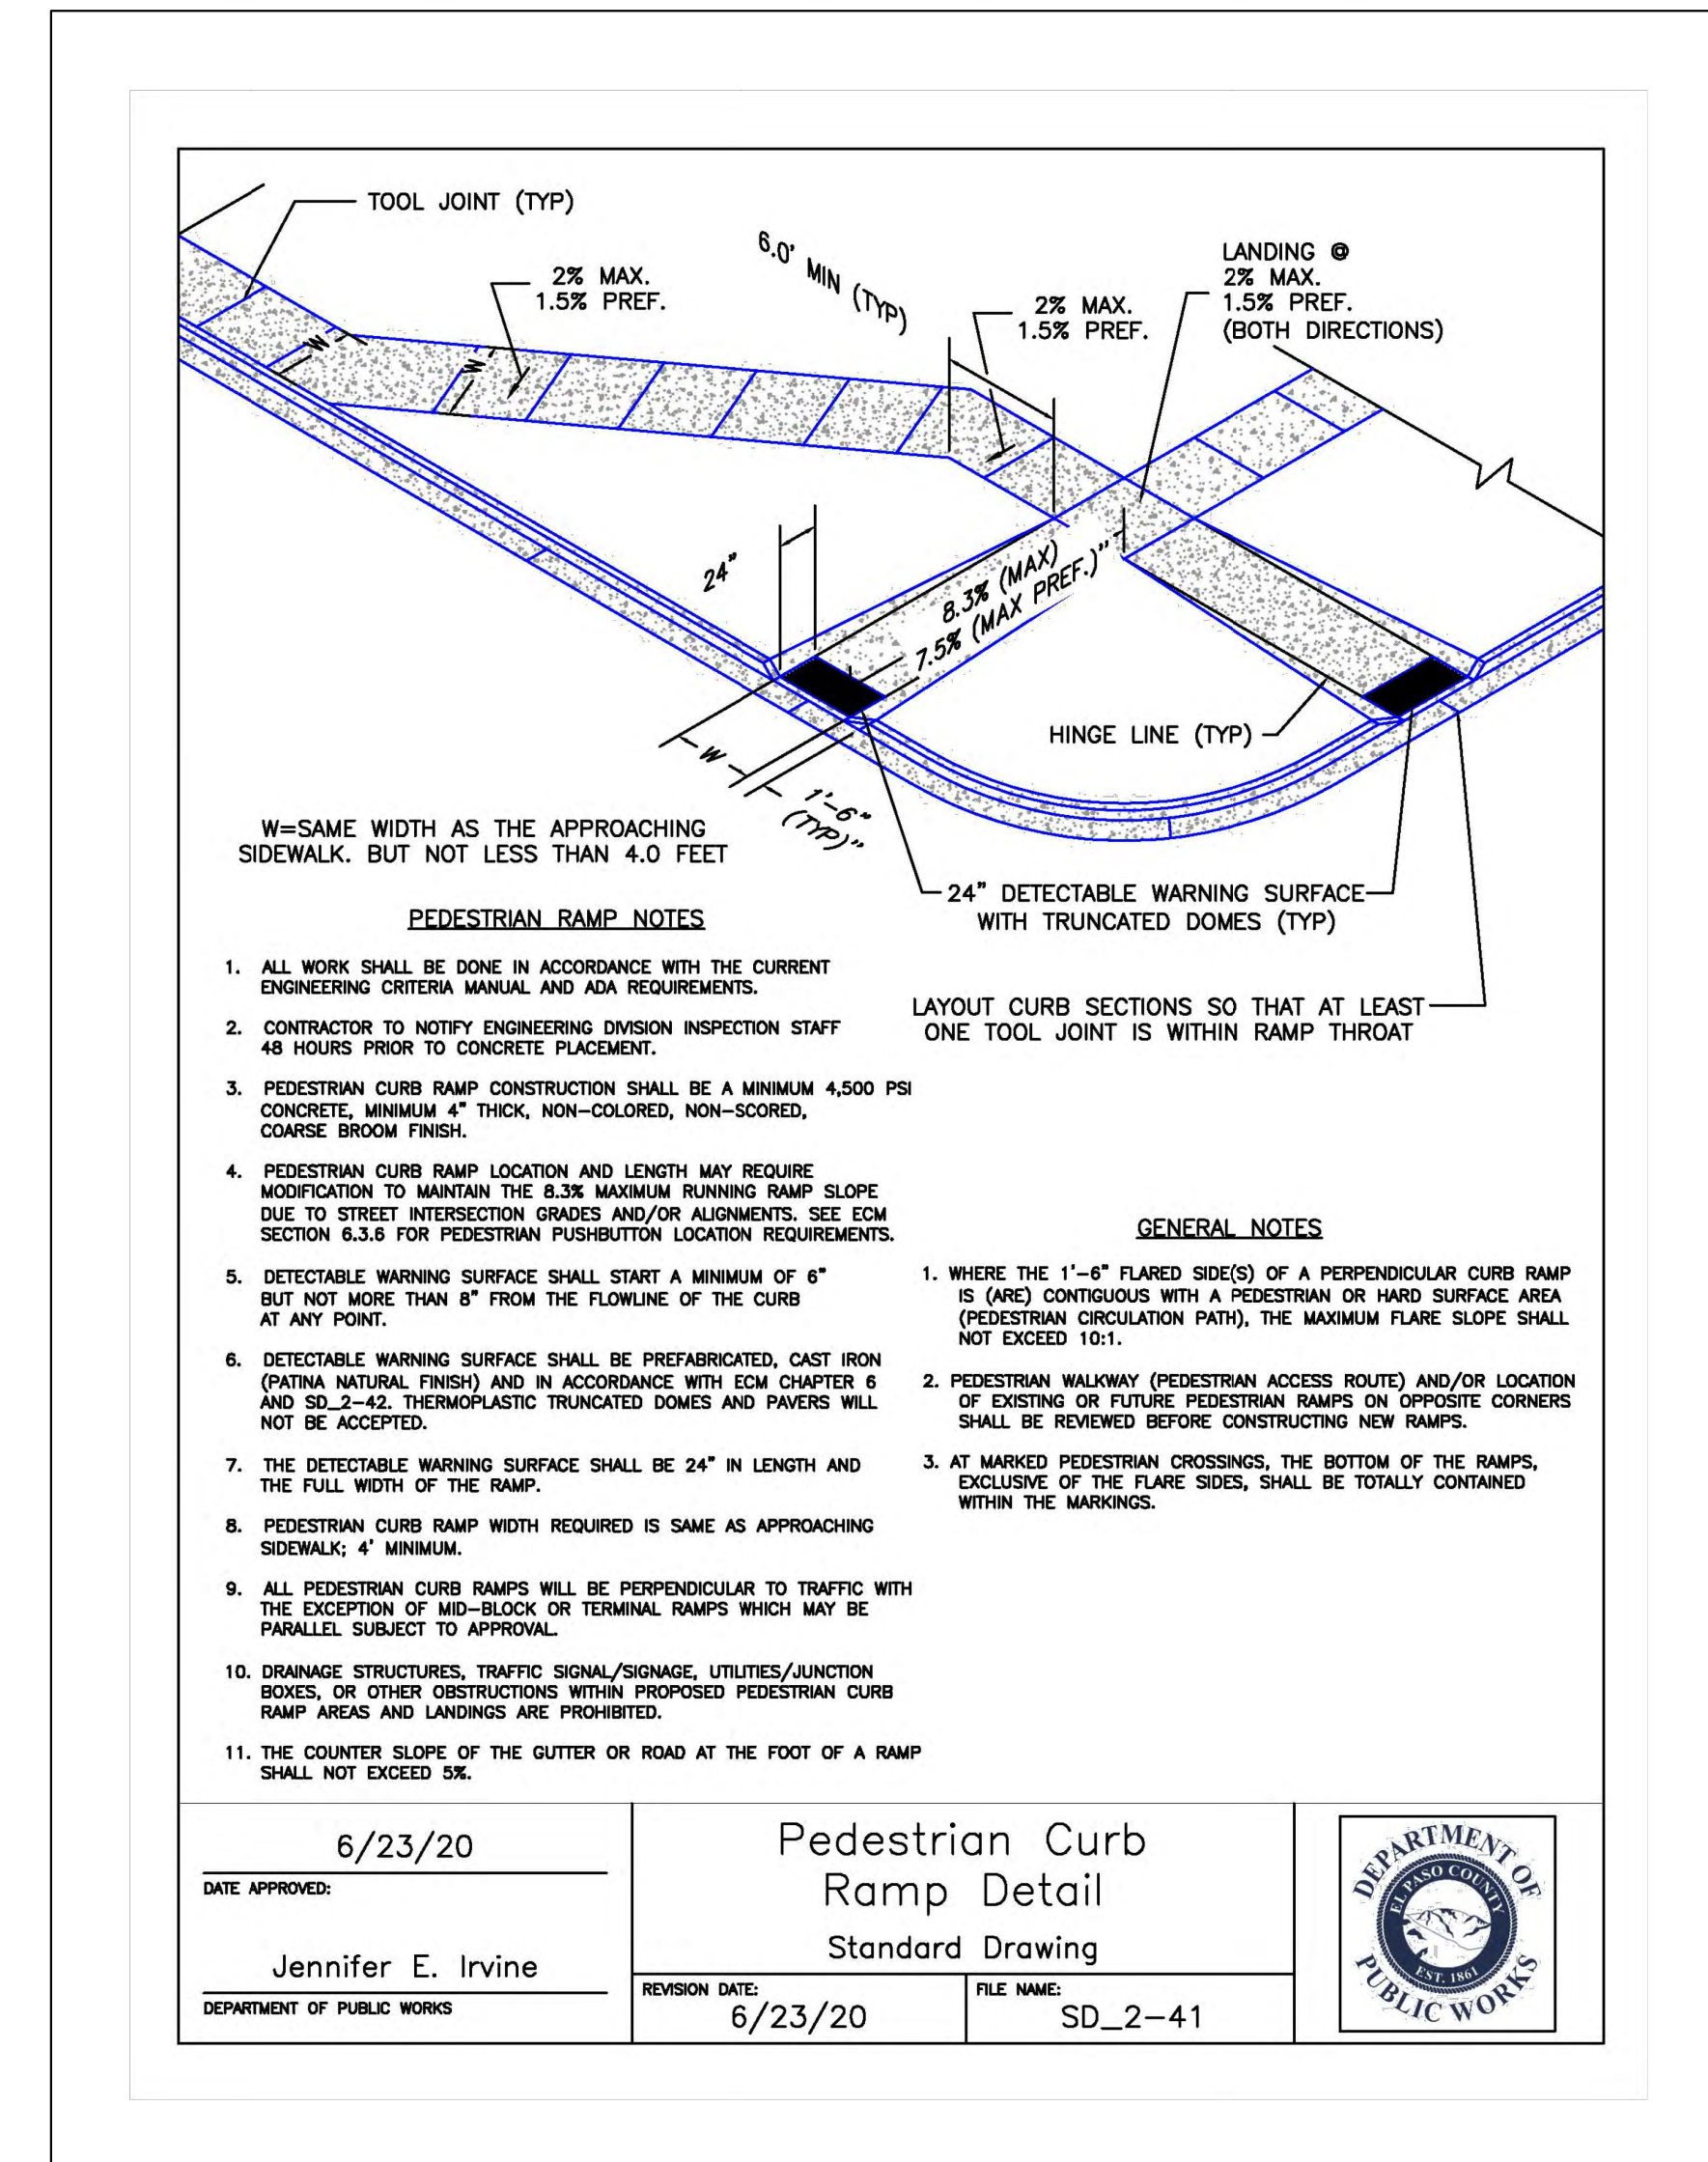 TOOL JOINT (TYP)
2% MAX.
1.5% PREF.
6.0' MIN (TYP)
2% MAX.
1.5% PREF.
LANDING @
2% MAX.
1.5% PREF.
(BOTH DIRECTIONS)
W
W
24"
8.3% (MAX)
7.5% (MAX PREF.)"
HINGE LINE (TYP)
W
1'-6"
(TYP)"
W=SAME WIDTH AS THE APPROACHING
SIDEWALK. BUT NOT LESS THAN 4.0 FEET
24" DETECTABLE WARNING SURFACE
WITH TRUNCATED DOMES (TYP)
LAYOUT CURB SECTIONS SO THAT AT LEAST
ONE TOOL JOINT IS WITHIN RAMP THROAT
PEDESTRIAN RAMP NOTES
1. ALL WORK SHALL BE DONE IN ACCORDANCE WITH THE CURRENT
ENGINEERING CRITERIA MANUAL AND ADA REQUIREMENTS.
2. CONTRACTOR TO NOTIFY ENGINEERING DIVISION INSPECTION STAFF
48 HOURS PRIOR TO CONCRETE PLACEMENT.
3. PEDESTRIAN CURB RAMP CONSTRUCTION SHALL BE A MINIMUM 4,500 PSI
CONCRETE, MINIMUM 4" THICK, NON-COLORED, NON-SCORED,
COARSE BROOM FINISH.
4. PEDESTRIAN CURB RAMP LOCATION AND LENGTH MAY REQUIRE
MODIFICATION TO MAINTAIN THE 8.3% MAXIMUM RUNNING RAMP SLOPE
DUE TO STREET INTERSECTION GRADES AND/OR ALIGNMENTS. SEE ECM
SECTION 6.3.6 FOR PEDESTRIAN PUSHBUTTON LOCATION REQUIREMENTS.
5. DETECTABLE WARNING SURFACE SHALL START A MINIMUM OF 6"
BUT NOT MORE THAN 8" FROM THE FLOWLINE OF THE CURB
AT ANY POINT.
6. DETECTABLE WARNING SURFACE SHALL BE PREFABRICATED, CAST IRON
(PATINA NATURAL FINISH) AND IN ACCORDANCE WITH ECM CHAPTER 6
AND SD_2-42. THERMOPLASTIC TRUNCATED DOMES AND PAVERS WILL
NOT BE ACCEPTED.
7. THE DETECTABLE WARNING SURFACE SHALL BE 24" IN LENGTH AND
THE FULL WIDTH OF THE RAMP.
8. PEDESTRIAN CURB RAMP WIDTH REQUIRED IS SAME AS APPROACHING
SIDEWALK; 4' MINIMUM.
9. ALL PEDESTRIAN CURB RAMPS WILL BE PERPENDICULAR TO TRAFFIC WITH
THE EXCEPTION OF MID-BLOCK OR TERMINAL RAMPS WHICH MAY BE
PARALLEL SUBJECT TO APPROVAL.
10. DRAINAGE STRUCTURES, TRAFFIC SIGNAL/SIGNAGE, UTILITIES/JUNCTION
BOXES, OR OTHER OBSTRUCTIONS WITHIN PROPOSED PEDESTRIAN CURB
RAMP AREAS AND LANDINGS ARE PROHIBITED.
11. THE COUNTER SLOPE OF THE GUTTER OR ROAD AT THE FOOT OF A RAMP
SHALL NOT EXCEED 5%.
GENERAL NOTES
1. WHERE THE 1'-6" FLARED SIDE(S) OF A PERPENDICULAR CURB RAMP
IS (ARE) CONTIGUOUS WITH A PEDESTRIAN OR HARD SURFACE AREA
(PEDESTRIAN CIRCULATION PATH), THE MAXIMUM FLARE SLOPE SHALL
NOT EXCEED 10:1.
2. PEDESTRIAN WALKWAY (PEDESTRIAN ACCESS ROUTE) AND/OR LOCATION
OF EXISTING OR FUTURE PEDESTRIAN RAMPS ON OPPOSITE CORNERS
SHALL BE REVIEWED BEFORE CONSTRUCTING NEW RAMPS.
3. AT MARKED PEDESTRIAN CROSSINGS, THE BOTTOM OF THE RAMPS,
EXCLUSIVE OF THE FLARE SIDES, SHALL BE TOTALLY CONTAINED
WITHIN THE MARKINGS.
6/23/20
DATE APPROVED:
Jennifer E. Irvine
DEPARTMENT OF PUBLIC WORKS
Pedestrian Curb
Ramp Detail
Standard Drawing
REVISION DATE:
6/23/20
FILE NAME:
SD_2-41
DEPARTMENT OF
EL PASO COUNTY
EST. 1861
PUBLIC WORKS